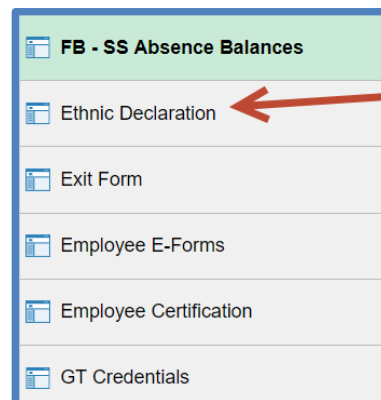 FB - SS Absence Balances
Ethnic Declaration
Exit Form
Employee E-Forms
Employee Certification
GT Credentials